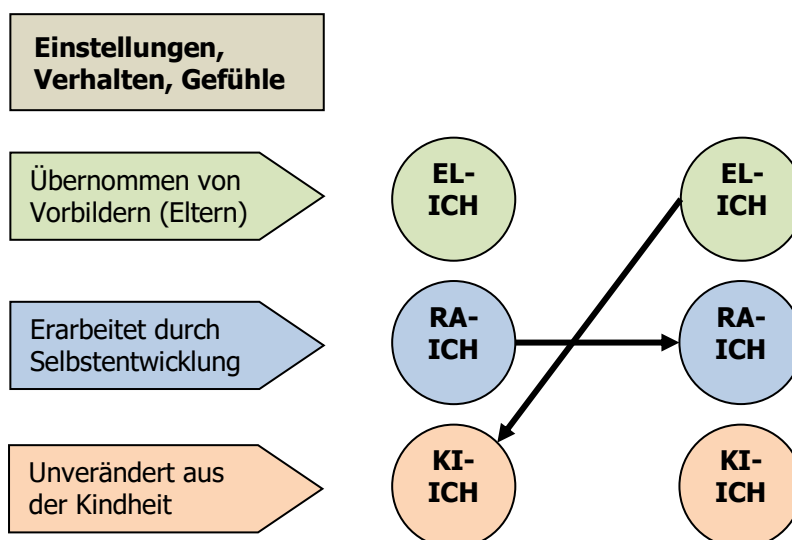 Einstellungen,
Verhalten, Gefühle
Übernommen von
Vorbildern (Eltern)
EL-
ICH
EL-
ICH
Erarbeitet durch
Selbstentwicklung
RA-
ICH
RA-
ICH
Unverändert aus
der Kindheit
KI-
ICH
KI-
ICH